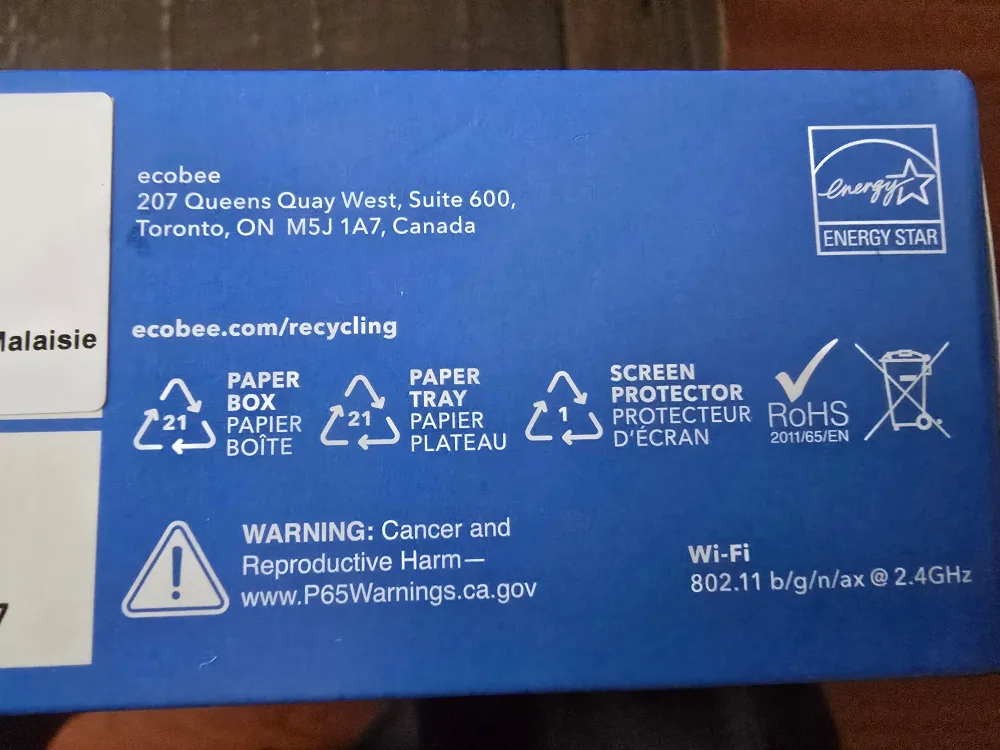 ecobee
207 Queens Quay West, Suite 600,
Toronto, ON M5J 1A7, Canada
energy
ENERGY STAR
ecobee.com/recycling
Malaisie
21
PAPER
BOX
PAPIER
BOÎTE
21
PAPER
TRAY
PAPIER
PLATEAU
1
SCREEN
PROTECTOR
PROTECTEUR
D'ÉCRAN
RoHS
2011/65/EN
WARNING: Cancer and
Reproductive Harm—
www.P65Warnings.ca.gov
Wi-Fi
802.11 b/g/n/ax @ 2.4GHz
7